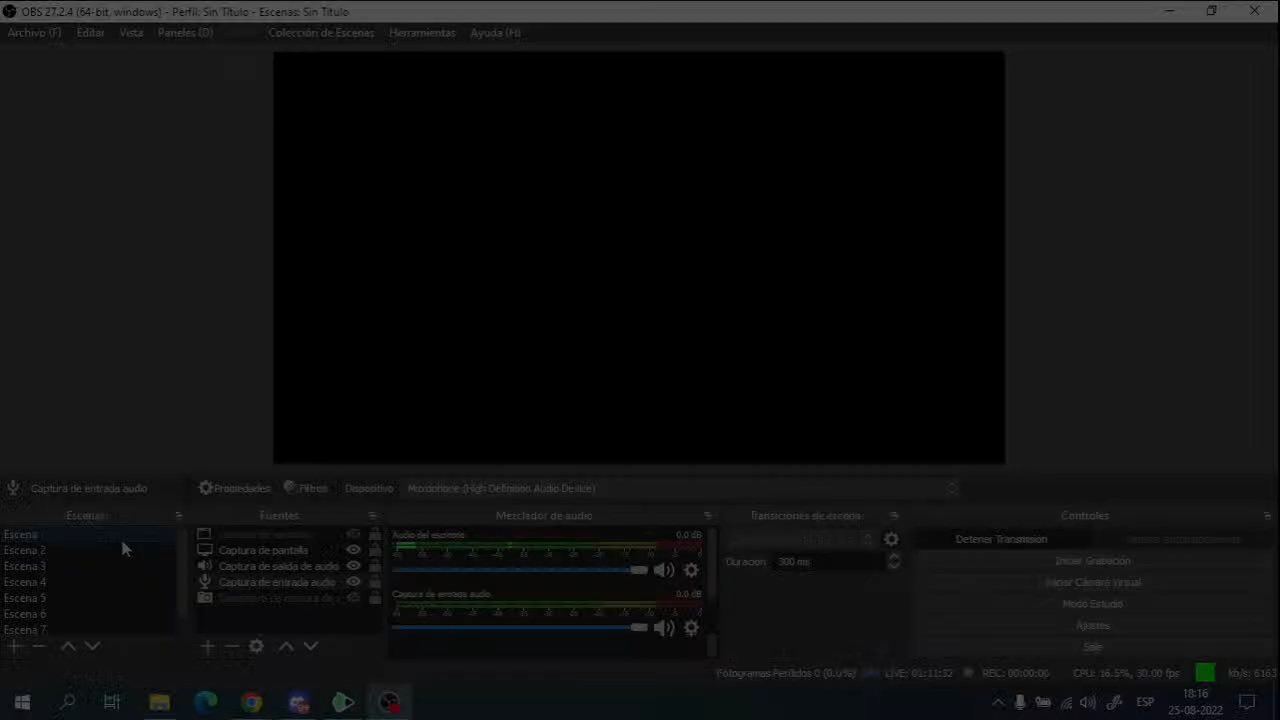 OBS 27.2.4 (64-bit, windows) - Perfil: Sin Título - Escenas: Sin Título
Archivo (F) Editar Vista Paneles (D) Colección de Escenas Herramientas Ayuda (H)
Captura de entrada audio Propiedades Filtros Dispositivo Microphone (High Definition Audio Device)
Escenas Fuentes Mezclador de audio Transiciones de escena Controles
Escena
Escena 2
Escena 3
Escena 4
Escena 5
Escena 6
Escena 7
Captura de pantalla
Captura de salida de audio
Captura de entrada audio
Audio del escritorio 0.0 dB
Captura de entrada audio 0.0 dB
Duración 300 ms
Detener Transmisión
Iniciar Grabación
Iniciar Cámara Virtual
Modo Estudio
Ajustes
Salir
Fotogramas Perdidos 0 (0.0%) LIVE: 01:11:32 REC: 00:00:00 CPU: 16.5%, 30.00 fps kb/s: 6163
ESP
18:16
25-08-2022